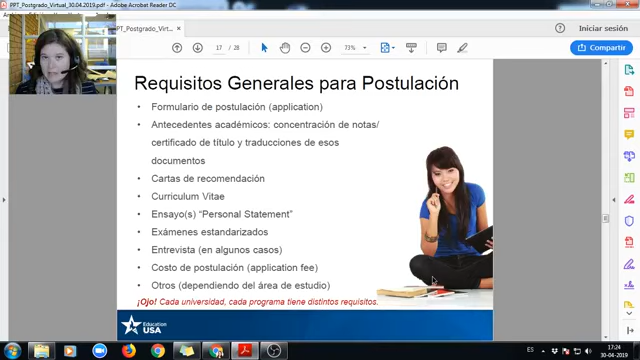 PPT_Postgrado_Virtual_30.04.2019.pdf - Adobe Acrobat Reader DC
PPT_Postgrado_Virt...
Iniciar sesión
17 / 28
73%
Compartir
Requisitos Generales para Postulación
• Formulario de postulación (application)
• Antecedentes académicos: concentración de notas/
certificado de título y traducciones de esos
documentos
• Cartas de recomendación
• Curriculum Vitae
• Ensayo(s) “Personal Statement”
• Exámenes estandarizados
• Entrevista (en algunos casos)
• Costo de postulación (application fee)
• Otros (dependiendo del área de estudio)
¡Ojo! Cada universidad, cada programa tiene distintos requisitos.
Education
USA
ES
17:24
30-04-2019